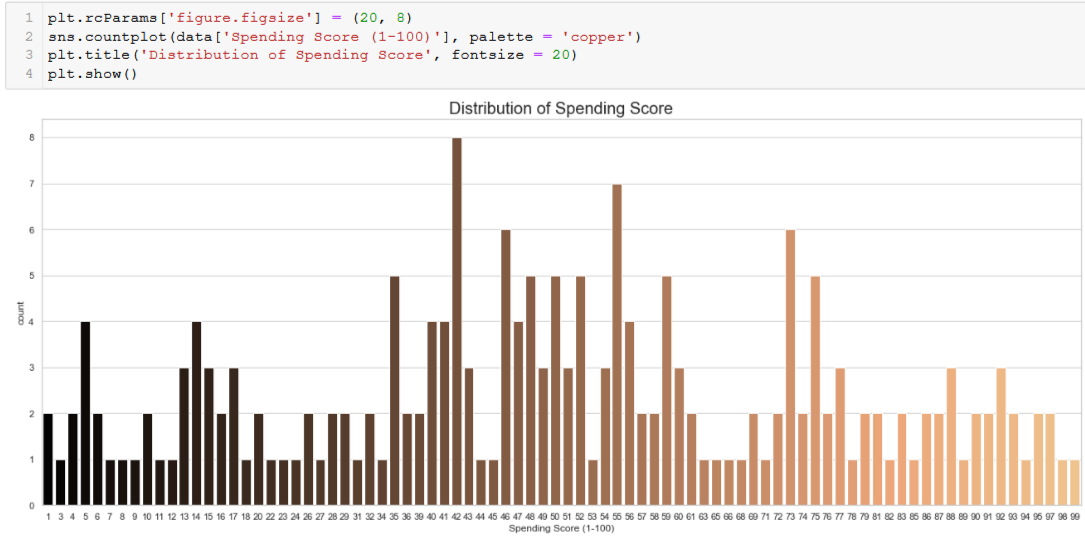 1 plt.rcParams['figure.figsize'] = (20, 8)
2 sns.countplot(data['Spending Score (1-100)'], palette = 'copper')
3 plt.title('Distribution of Spending Score', fontsize = 20)
4 plt.show()
Distribution of Spending Score
8
7
6
5
4
3
2
1
0
count
1 3 4 5 6 7 8 9 10 11 12 13 14 15 16 17 18 20 22 23 24 26 27 28 29 31 32 34 35 36 39 40 41 42 43 44 45 46 47 48 49 50 51 52 53 54 55 56 57 58 59 60 61 63 65 66 68 69 71 72 73 74 75 76 77 78 79 81 82 83 85 86 87 88 89 90 91 92 93 94 95 97 98 99
Spending Score (1-100)